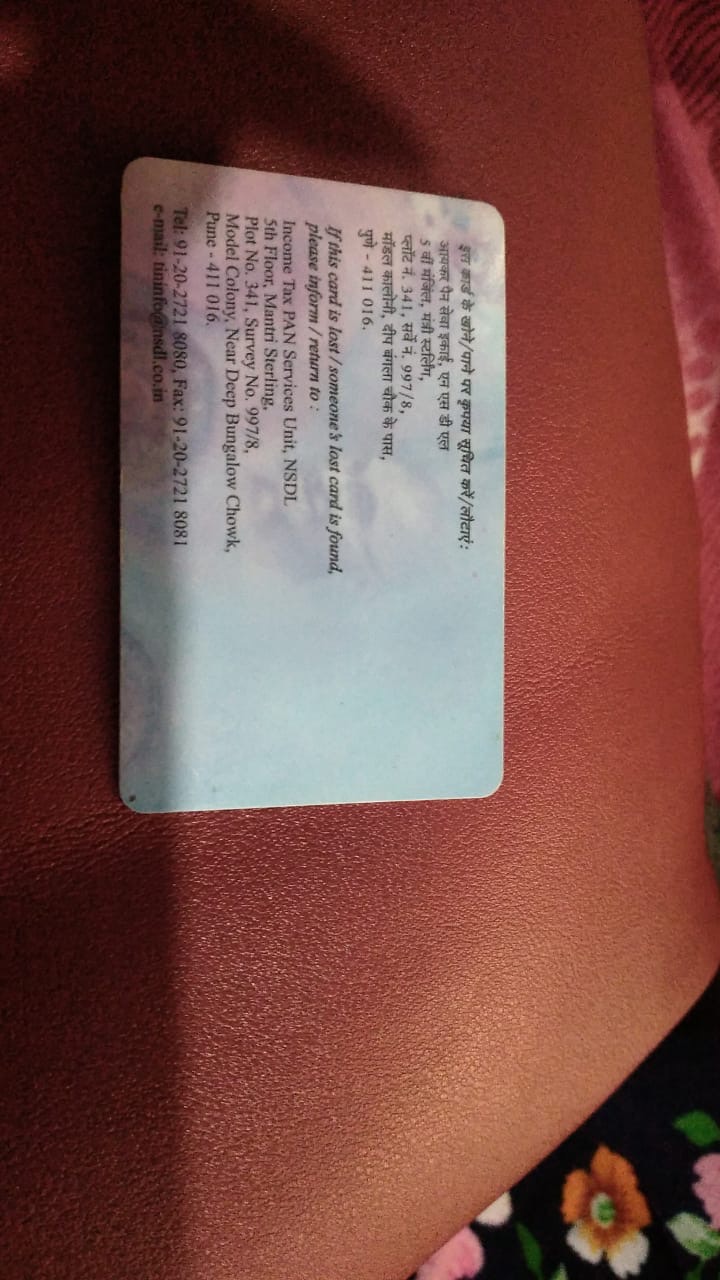 इस कार्ड के खोने/पाने पर कृपया सूचित करें/लौटाएं:
आयकर पैन सेवा इकाई, एन एस डी एल
5 वी मंजिल, मंत्री स्टर्लिंग,
प्लॉट नं. 341, सर्वे नं. 997/8,
मॉडल कालोनी, दीप बंगला चौक के पास,
पुणे - 411 016.
If this card is lost / someone's lost card is found,
please inform / return to :
Income Tax PAN Services Unit, NSDL
5th Floor, Mantri Sterling,
Plot No. 341, Survey No. 997/8,
Model Colony, Near Deep Bungalow Chowk,
Pune - 411 016.
Tel: 91-20-2721 8080, Fax: 91-20-2721 8081
e-mail: tininfo@nsdl.co.in